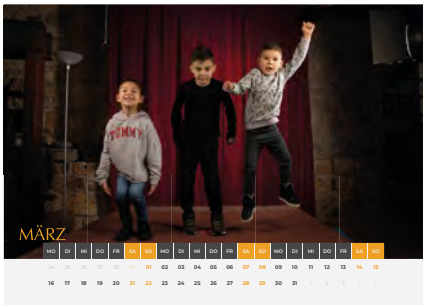 TOMMY
MÄRZ
MO DI MI DO FR SA SO MO DI MI DO FR SA SO MO DI MI DO FR SA SO
24 25 26 27 28 29 01 02 03 04 05 06 07 08 09 10 11 12 13 14 15
16 17 18 19 20 21 22 23 24 25 26 27 28 29 30 31 1 2 3 4 5